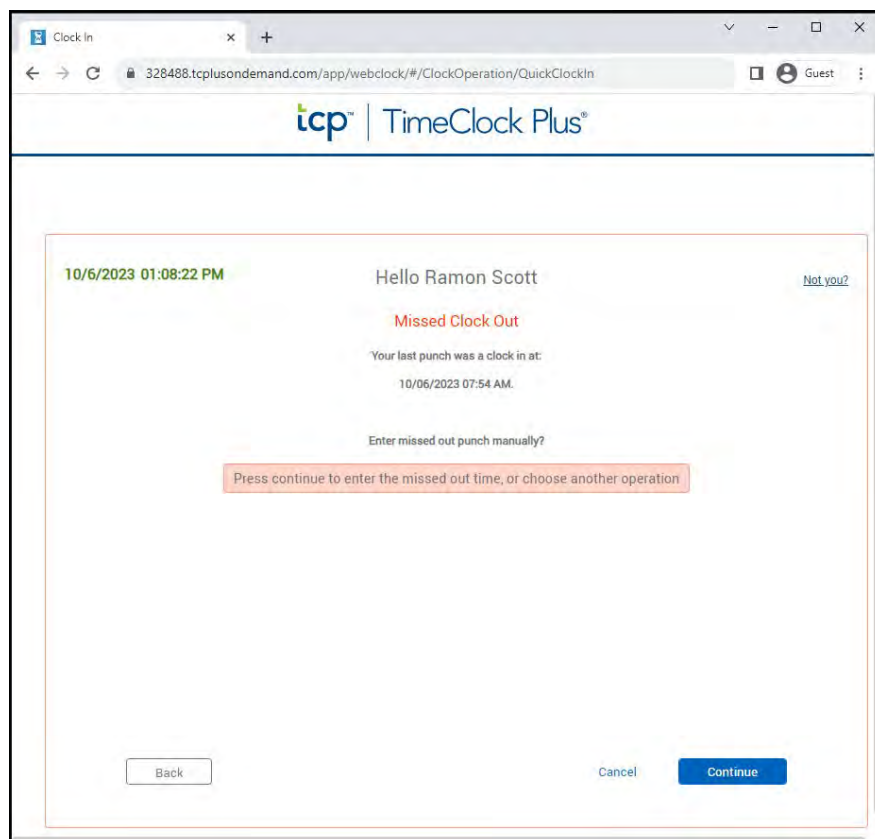 Clock In
328488.tcplusondemand.com/app/webclock/#/ClockOperation/QuickClockIn
Guest
tcp™ | TimeClock Plus®
10/6/2023 01:08:22 PM
Hello Ramon Scott
Not you?
Missed Clock Out
Your last punch was a clock in at:
10/06/2023 07:54 AM.
Enter missed out punch manually?
Press continue to enter the missed out time, or choose another operation
Back
Cancel
Continue